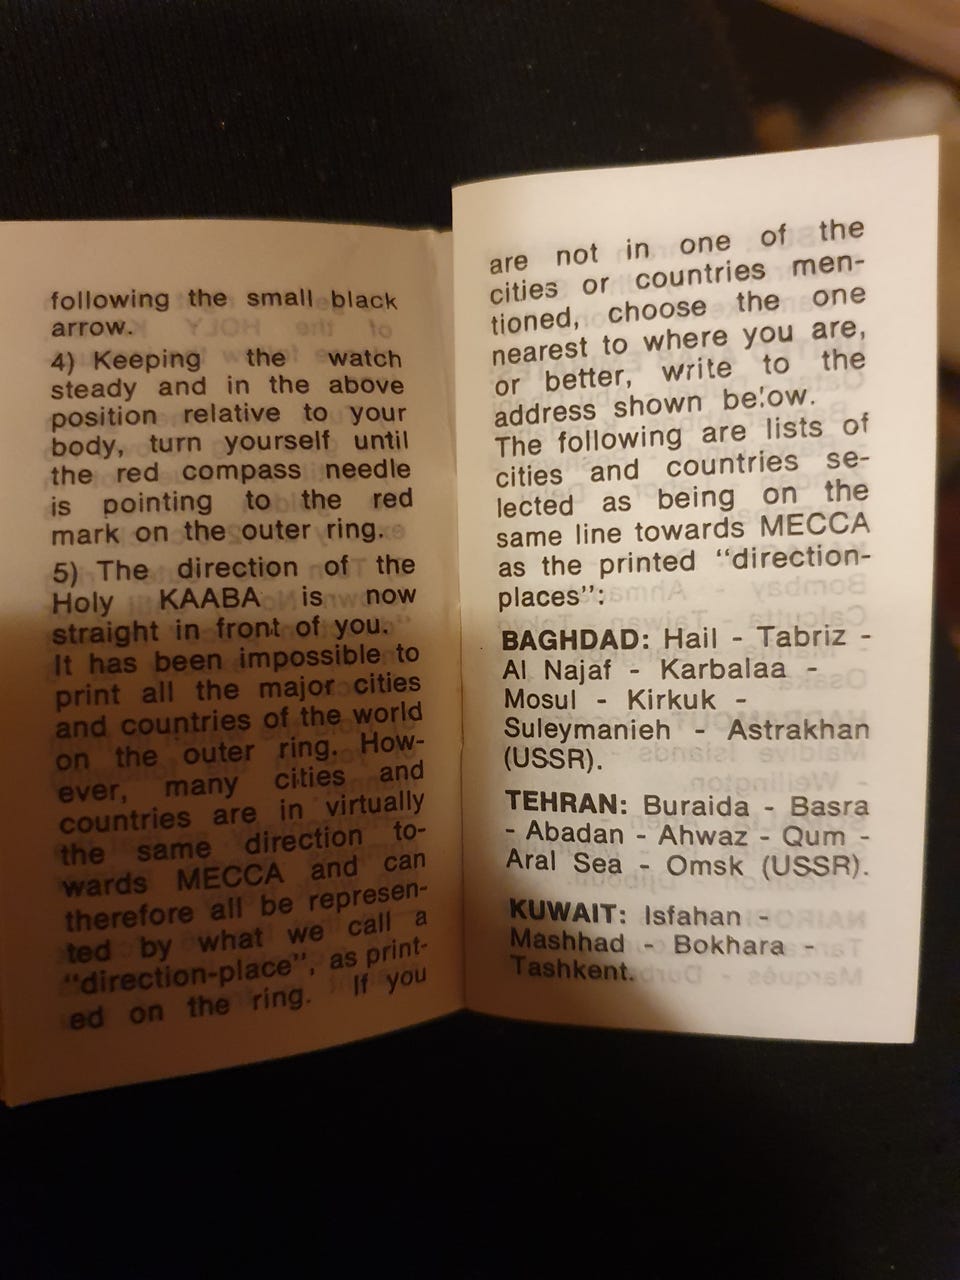 following the small black
arrow.
4) Keeping the watch
steady and in the above
position relative to your
body, turn yourself until
the red compass needle
is pointing to the red
mark on the outer ring.
5) The direction of the
Holy KAABA is now
straight in front of you.
It has been impossible to
print all the major cities
and countries of the world
on the outer ring. How-
ever, many cities and
countries are in virtually
the same direction to-
wards MECCA and can
therefore all be represen-
ted by what we call a
"direction-place", as print-
ed on the ring. If you
are not in one of the
cities or countries men-
tioned, choose the one
nearest to where you are,
or better, write to the
address shown below.
The following are lists of
cities and countries se-
lected as being on the
same line towards MECCA
as the printed "direction-
places":
BAGHDAD: Hail - Tabriz -
Al Najaf - Karbalaa -
Mosul - Kirkuk -
Suleymanieh - Astrakhan
(USSR).
TEHRAN: Buraida - Basra
- Abadan - Ahwaz - Qum -
Aral Sea - Omsk (USSR).
KUWAIT: Isfahan -
Mashhad - Bokhara -
Tashkent.